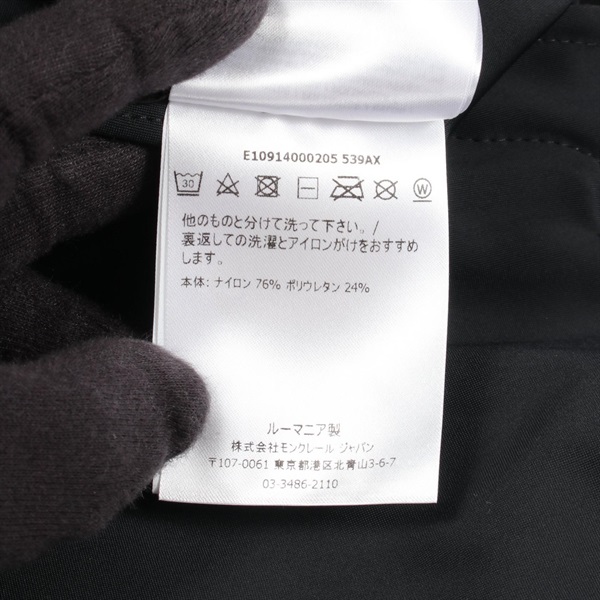 E10914000205 539AX
30 W
他のものと分けて洗って下さい。/
裏返しての洗濯とアイロンがけをおすすめ
します。
本体: ナイロン 76% ポリウレタン 24%
ルーマニア製
株式会社モンクレール ジャパン
〒107-0061 東京都港区北青山3-6-7
03-3486-2110